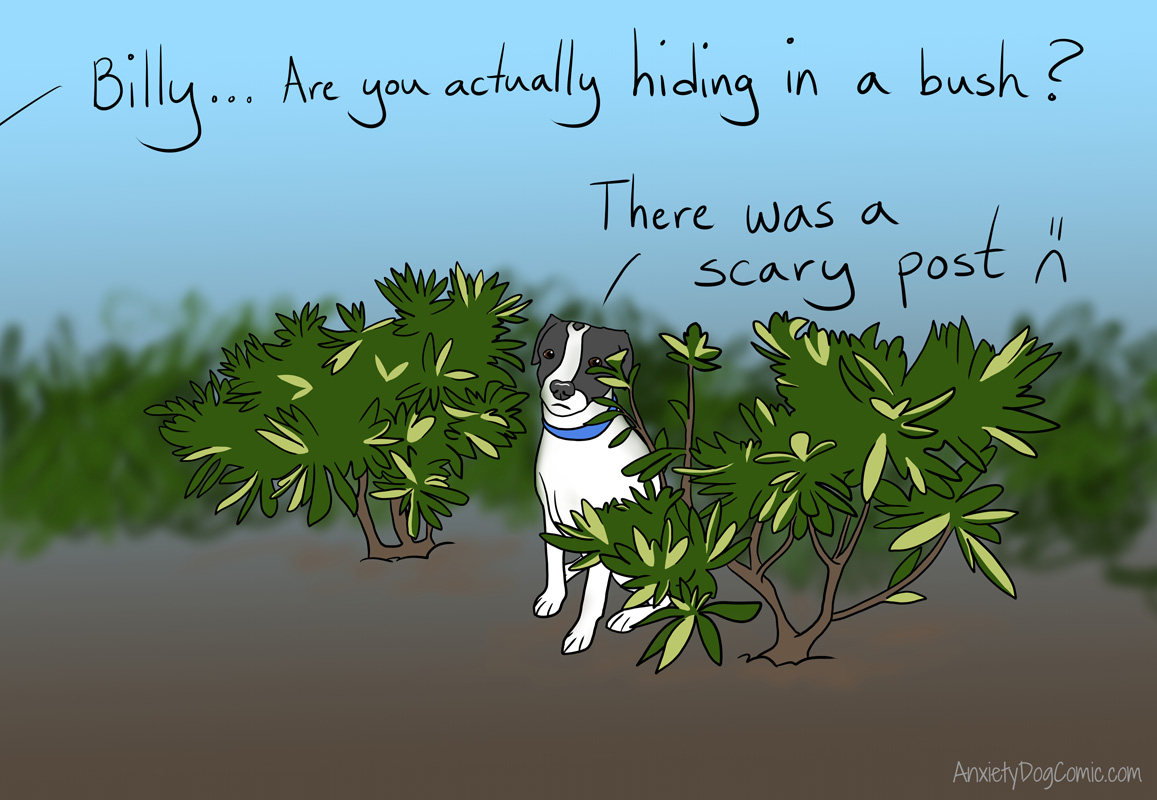 Billy... Are you actually hiding in a bush?
There was a
scary post ":(
AnxietyDogComic.com